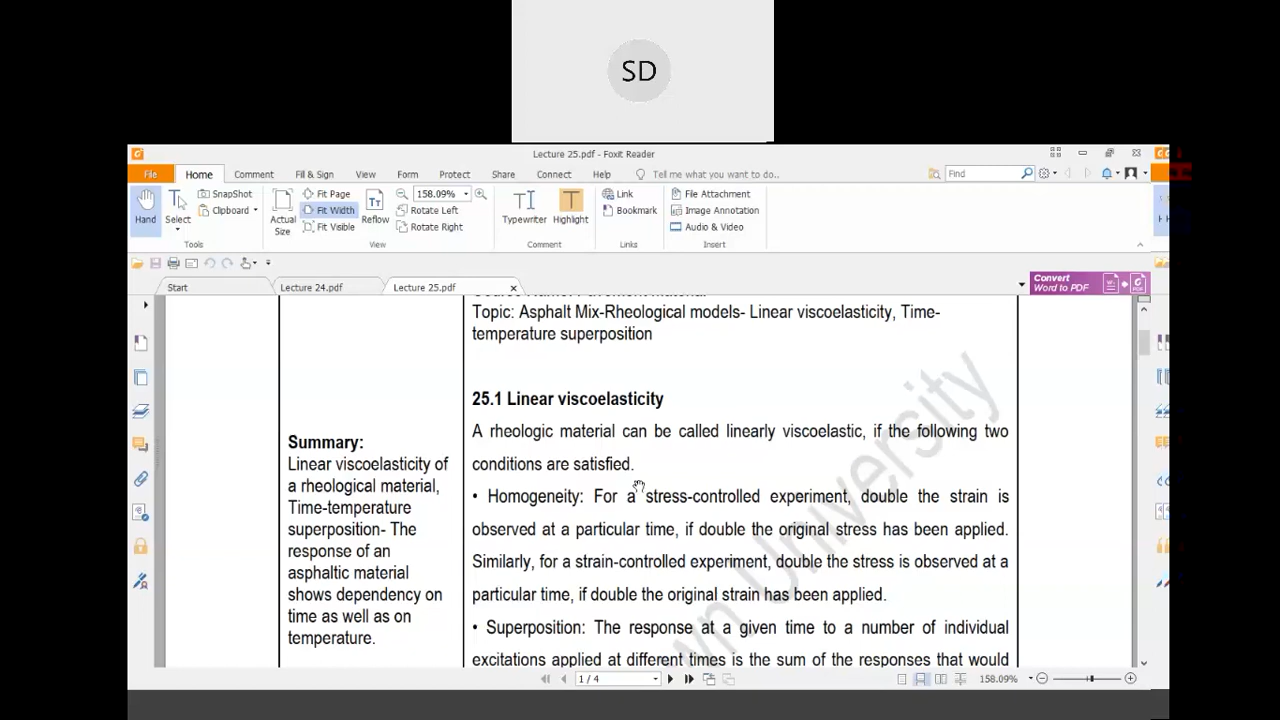 SD
Lecture 25.pdf - Foxit Reader
File Home Comment Fill & Sign View Form Protect Share Connect Help Tell me what you want to do.. Find
SnapShot Fit Page 158.09% Link File Attachment
Clipboard Fit Width Rotate Left Bookmark Image Annotation
Hand Select Actual Size Fit Visible Reflow Rotate Right Typewriter Highlight Audio & Video
Tools View Comment Links Insert
Start Lecture 24.pdf Lecture 25.pdf
Convert
Word to PDF
Topic: Asphalt Mix-Rheological models- Linear viscoelasticity, Time-
temperature superposition
25.1 Linear viscoelasticity
A rheologic material can be called linearly viscoelastic, if the following two
conditions are satisfied.
• Homogeneity: For a stress-controlled experiment, double the strain is
observed at a particular time, if double the original stress has been applied.
Similarly, for a strain-controlled experiment, double the stress is observed at a
particular time, if double the original strain has been applied.
• Superposition: The response at a given time to a number of individual
excitations applied at different times is the sum of the responses that would
Summary:
Linear viscoelasticity of
a rheological material,
Time-temperature
superposition- The
response of an
asphaltic material
shows dependency on
time as well as on
temperature.
wn University
1 / 4
158.09%